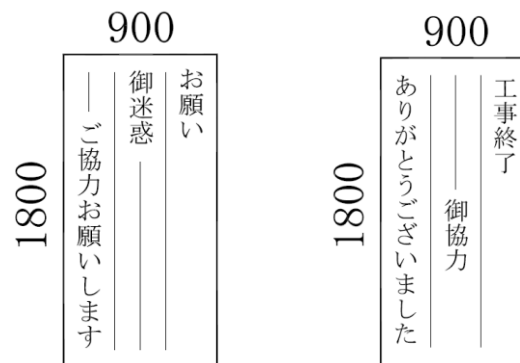 900
1800
お願い
御迷惑
ご協力お願いします
900
1800
工事終了
御協力
ありがとうございました